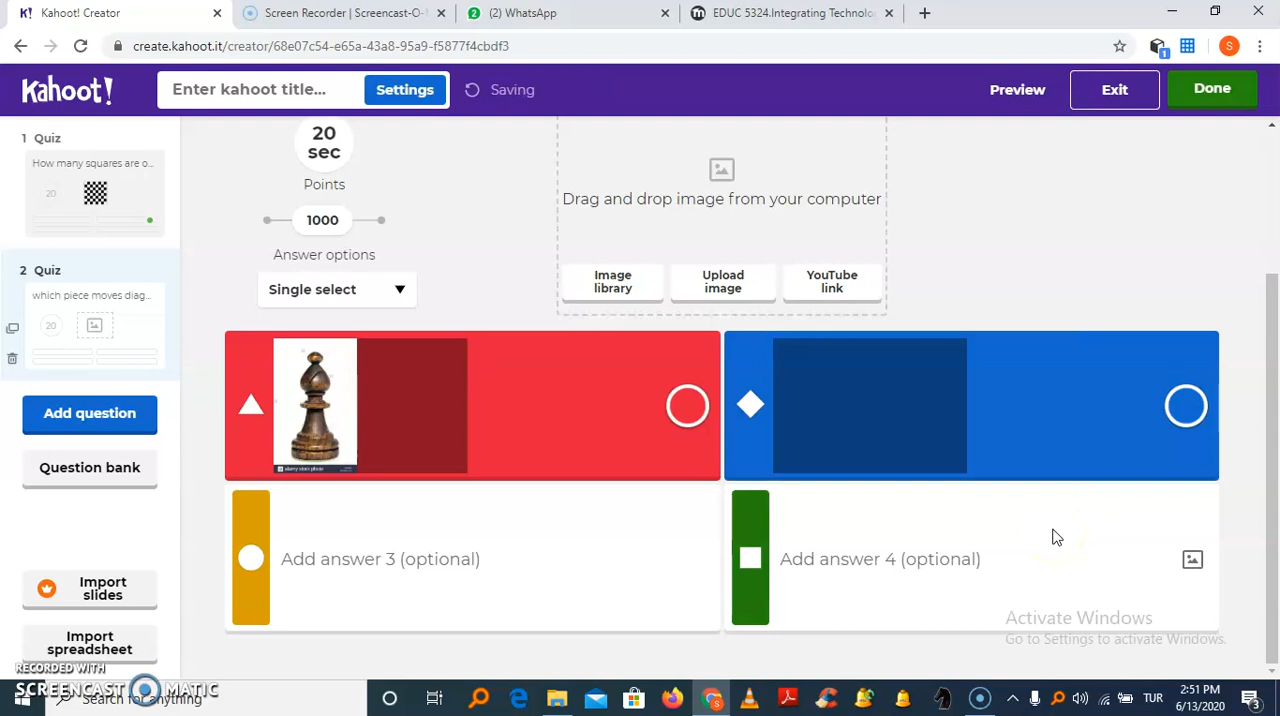 Kahoot! Creator
Screen Recorder | Screencast-O-
(2) WhatsApp
EDUC 5324.Integrating Technolo
create.kahoot.it/creator/68e07c54-e65a-43a8-95a9-f5877f4cbdf3
Kahoot!
Enter kahoot title...
Settings
Saving
Preview
Exit
Done
1 Quiz
How many squares are o...
20
2 Quiz
which piece moves diag...
20
Add question
Question bank
Import slides
Import spreadsheet
20
sec
Points
1000
Answer options
Single select
Drag and drop image from your computer
Image
library
Upload
image
YouTube
link
Add answer 3 (optional)
Add answer 4 (optional)
Activate Windows
Go to Settings to activate Windows.
RECORDED WITH
SCREENCAST MATIC
Search for anything
TUR
2:51 PM
6/13/2020
3